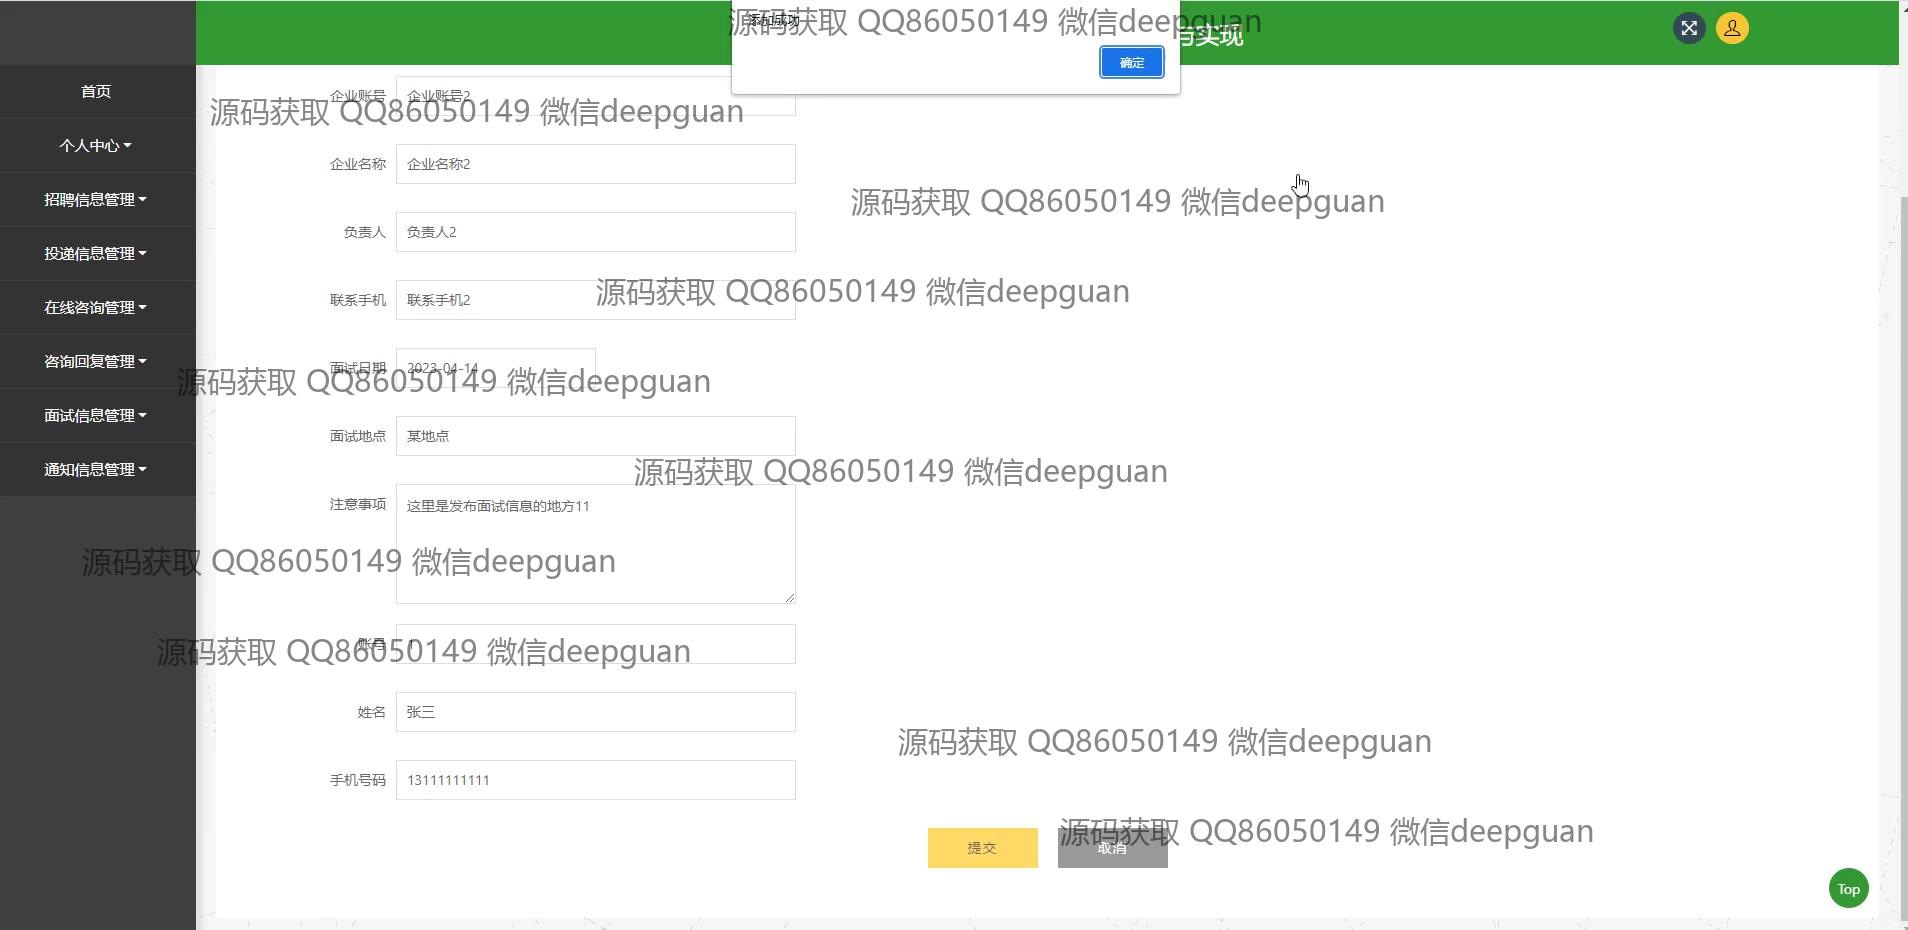 添加成功
源码获取 QQ86050149 微信deepguan
与实现
确定
首页
个人中心
招聘信息管理
投递信息管理
在线咨询管理
咨询回复管理
面试信息管理
通知信息管理
企业账号 企业账号2
源码获取 QQ86050149 微信deepguan
企业名称 企业名称2
源码获取 QQ86050149 微信deepguan
负责人 负责人2
联系手机 联系手机2
源码获取 QQ86050149 微信deepguan
面试日期 2023-04-14
源码获取 QQ86050149 微信deepguan
面试地点 某地点
源码获取 QQ86050149 微信deepguan
注意事项 这里是发布面试信息的地方11
源码获取 QQ86050149 微信deepguan
账号 1
源码获取 QQ86050149 微信deepguan
姓名 张三
源码获取 QQ86050149 微信deepguan
手机号码 13111111111
源码获取 QQ86050149 微信deepguan
提交 取消
Top